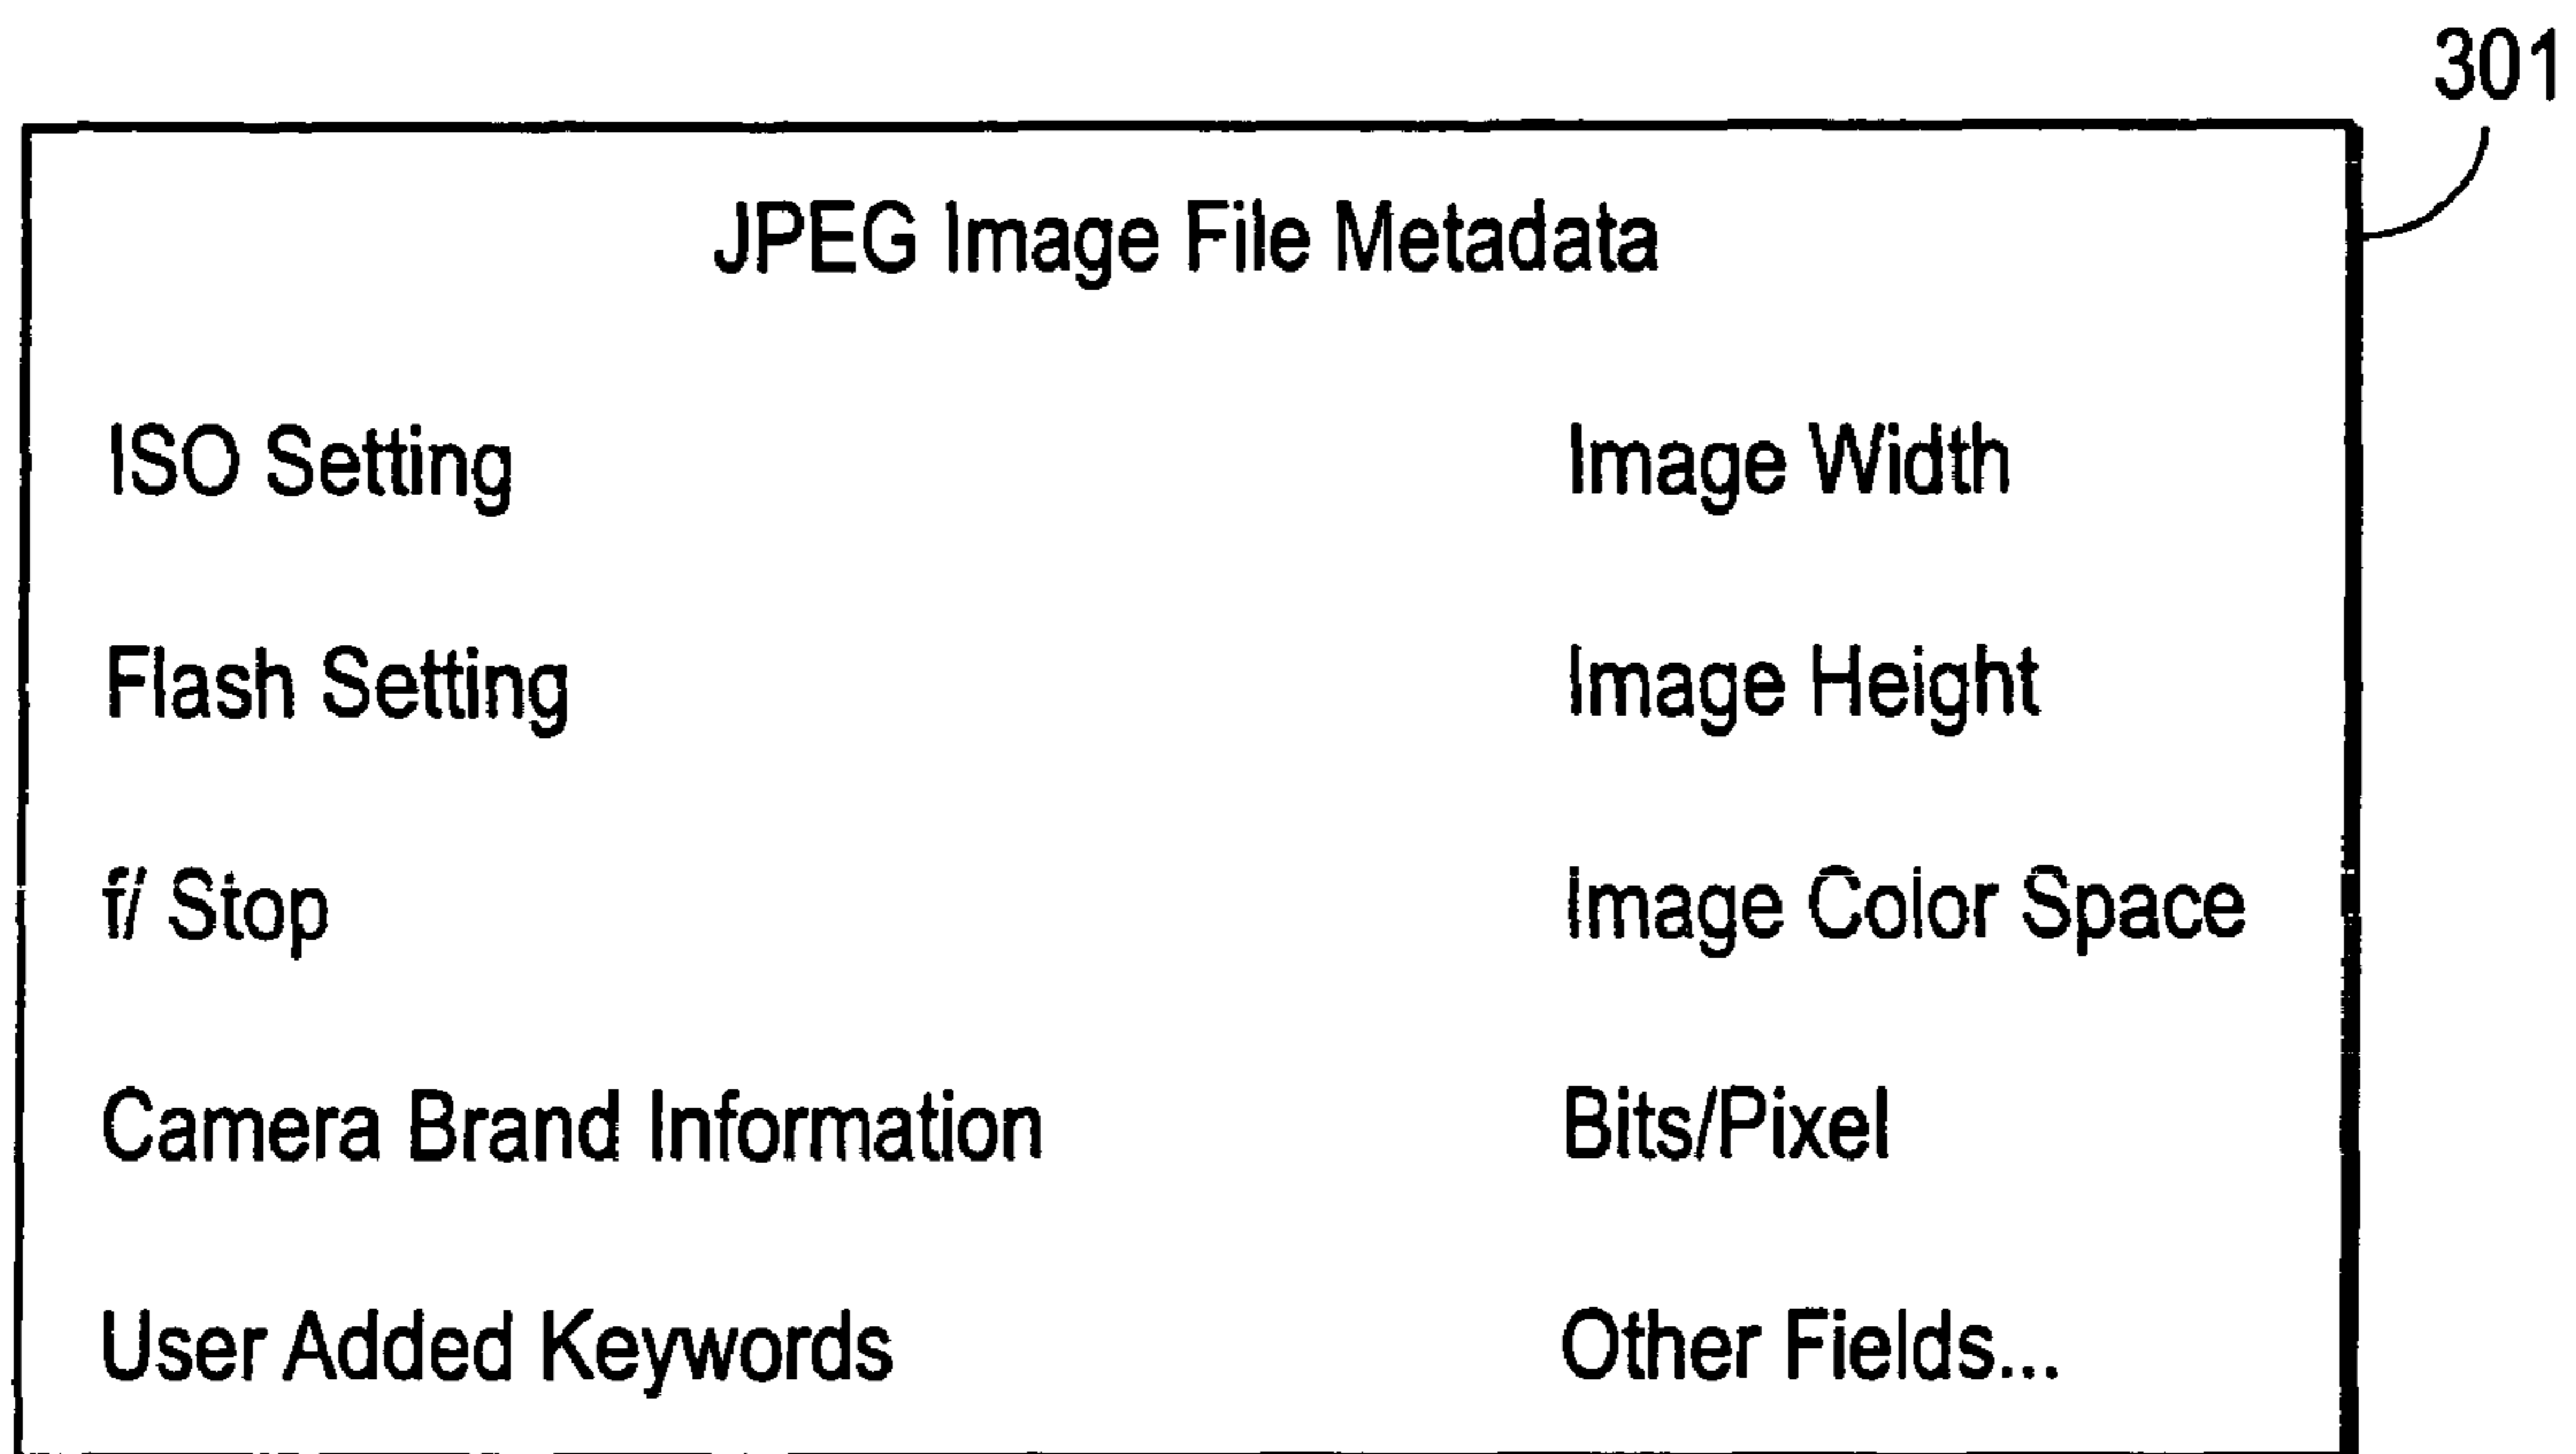 301
JPEG Image File Metadata
ISO Setting
Image Width
Flash Setting
Image Height
f/ Stop
Image Color Space
Camera Brand Information
Bits/Pixel
User Added Keywords
Other Fields...